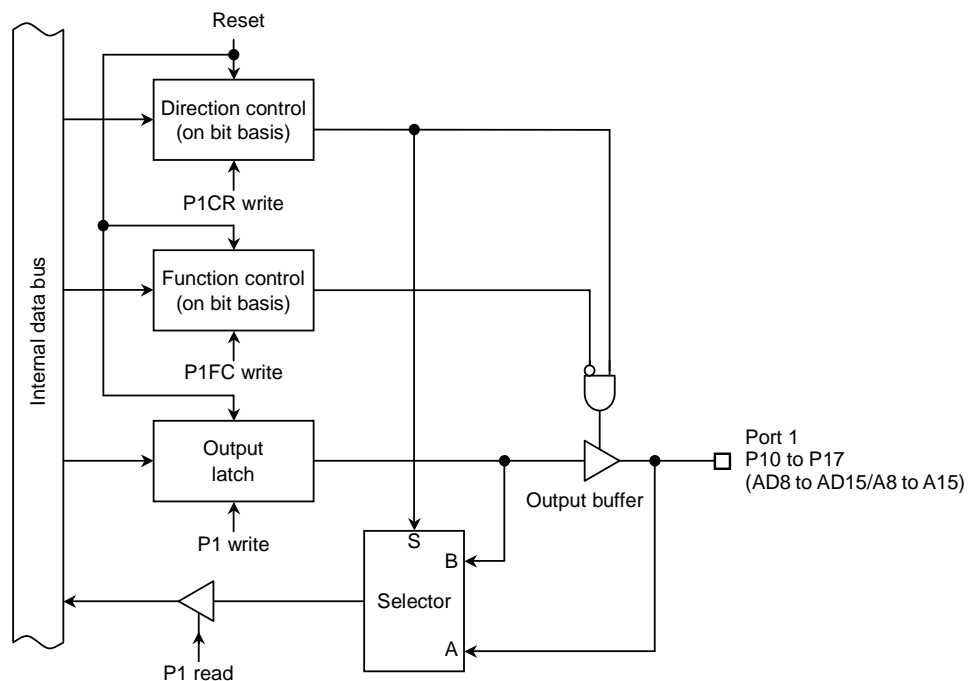 Reset
Direction control
(on bit basis)
P1CR write
Function control
(on bit basis)
P1FC write
Internal data bus
Output
latch
P1 write
Output buffer
Port 1
P10 to P17
(AD8 to AD15/A8 to A15)
S
B
Selector
A
P1 read